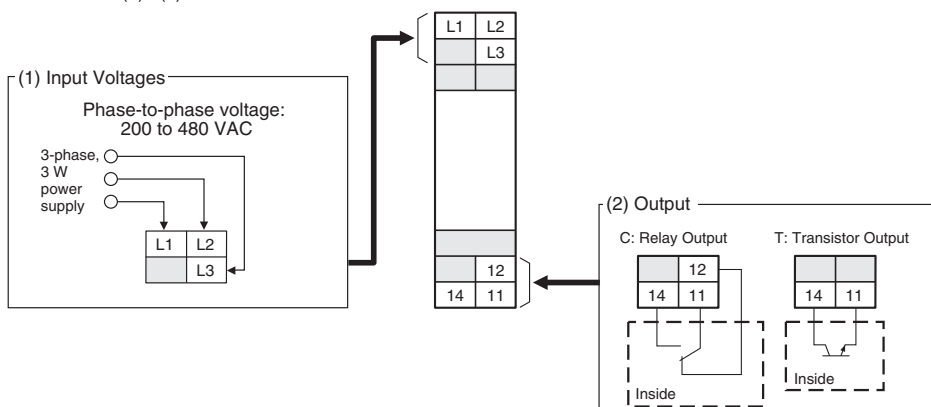 (1) Input Voltages
Phase-to-phase voltage:
200 to 480 VAC
3-phase,
3 W
power
supply
L1 L2
L3
L1 L2
L3
12
14 11
(2) Output
C: Relay Output
12
14 11
Inside
T: Transistor Output
14 11
Inside